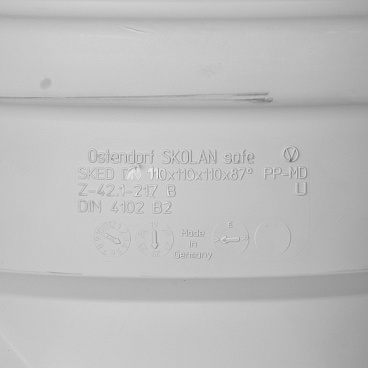 Ostendorf SKOLAN safe
SKED DN 110x110x110x87° PP-MD
Z-42.1-217 B Ü
DIN 4102 B2
Made
in
Germany